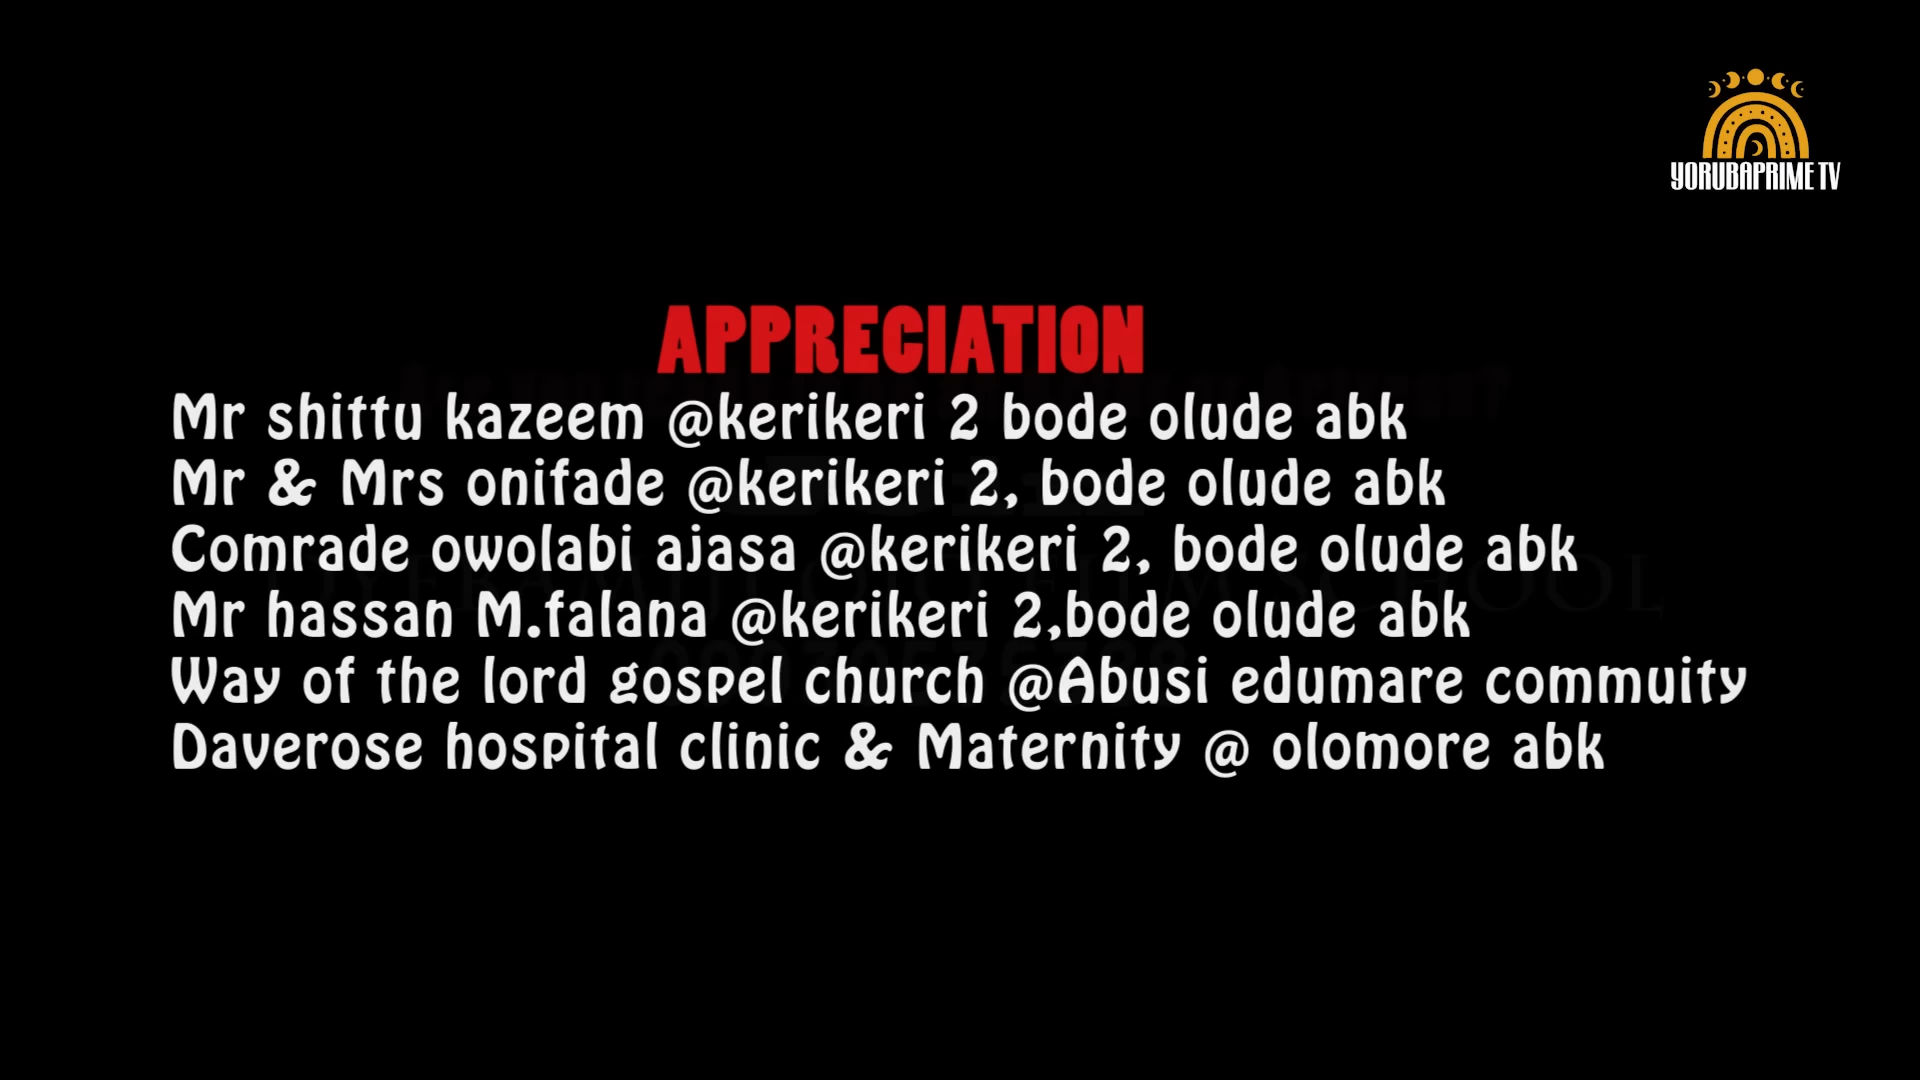 YORUBAPRIME TV
APPRECIATION
Mr shittu kazeem @kerikeri 2 bode olude abk
Mr & Mrs onifade @kerikeri 2, bode olude abk
Comrade owolabi ajasa @kerikeri 2, bode olude abk
Mr hassan M.falana @kerikeri 2,bode olude abk
Way of the lord gospel church @Abusi edumare commuity
Daverose hospital clinic & Maternity @ olomore abk